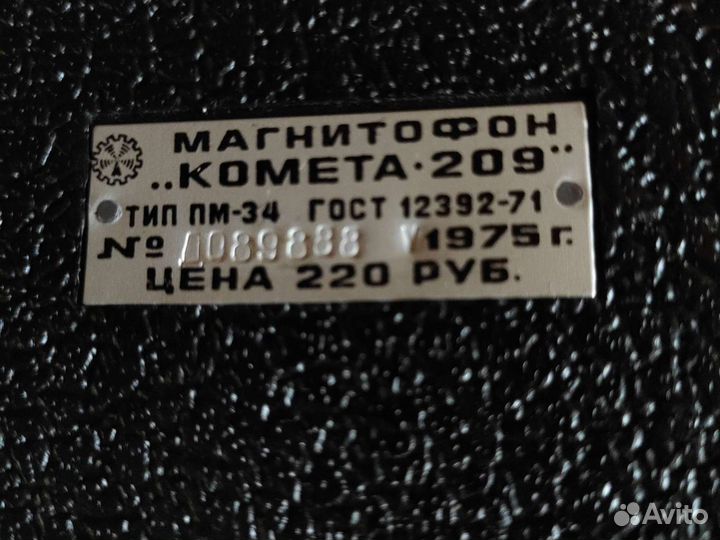 МАГНИТОФОН
„КОМЕТА·209"
ТИП ПМ-34 ГОСТ 12392-71
№ Д089888 V 1975 г.
ЦЕНА 220 РУБ.
Avito